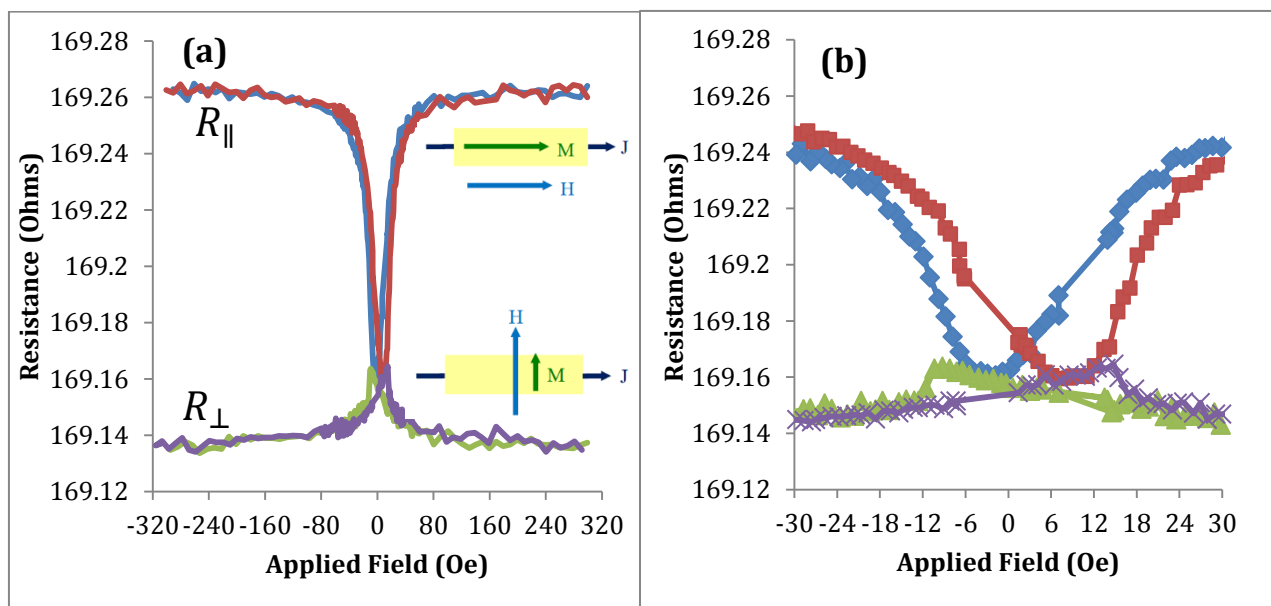 (a)
Resistance (Ohms)
169.28
169.26
169.24
169.22
169.2
169.18
169.16
169.14
169.12
R∥
M
J
H
H
M
J
R⊥
-320 -240 -160 -80 0 80 160 240 320
Applied Field (Oe)
(b)
Resistance (Ohms)
169.28
169.26
169.24
169.22
169.2
169.18
169.16
169.14
169.12
-30 -24 -18 -12 -6 0 6 12 18 24 30
Applied Field (Oe)